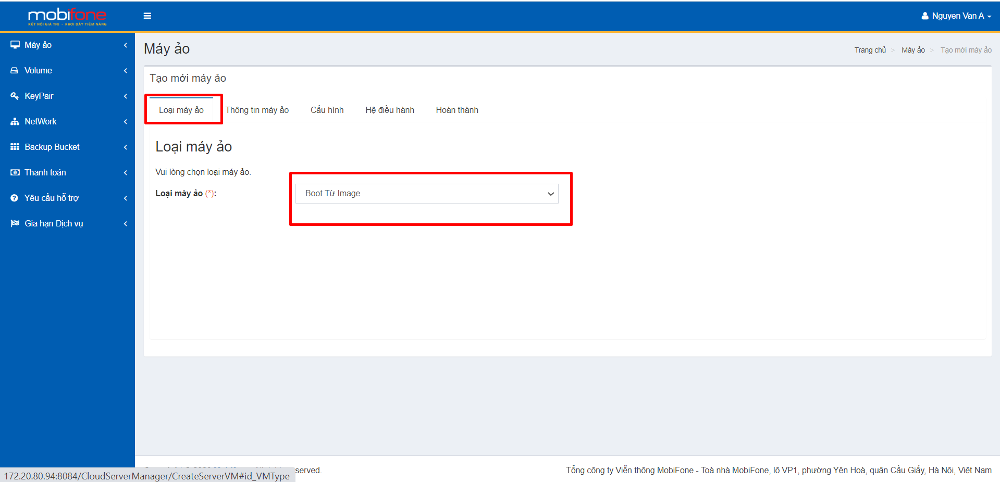 mobifone
KẾT NỐI GIÁ TRỊ - KHƠI DẬY TIỀM NĂNG
Nguyen Van A
Máy ảo
Volume
KeyPair
NetWork
Backup Bucket
Thanh toán
Yêu cầu hỗ trợ
Gia hạn Dịch vụ
Máy ảo
Trang chủ > Máy ảo > Tạo mới máy ảo
Tạo mới máy ảo
Loại máy ảo Thông tin máy ảo Cấu hình Hệ điều hành Hoàn thành
Loại máy ảo
Vui lòng chọn loại máy ảo.
Loại máy ảo (*): Boot Từ Image
served.
Tổng công ty Viễn thông MobiFone - Toà nhà MobiFone, lô VP1, phường Yên Hoà, quận Cầu Giấy, Hà Nội, Việt Nam
172.20.80.94:8084/CloudServerManager/CreateServerVM#id_VMType